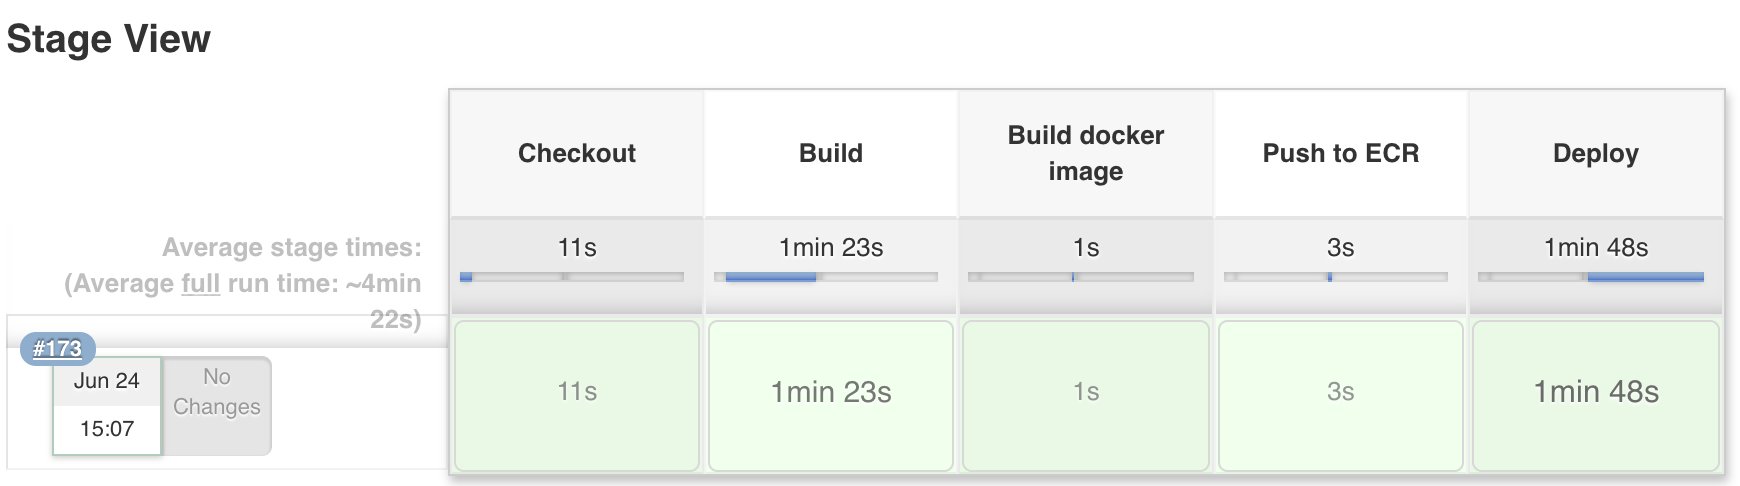 Stage View
Checkout
Build
Build docker
image
Push to ECR
Deploy
Average stage times:
(Average full run time: ~4min
22s)
11s
1min 23s
1s
3s
1min 48s
#173
Jun 24
15:07
No
Changes
11s
1min 23s
1s
3s
1min 48s